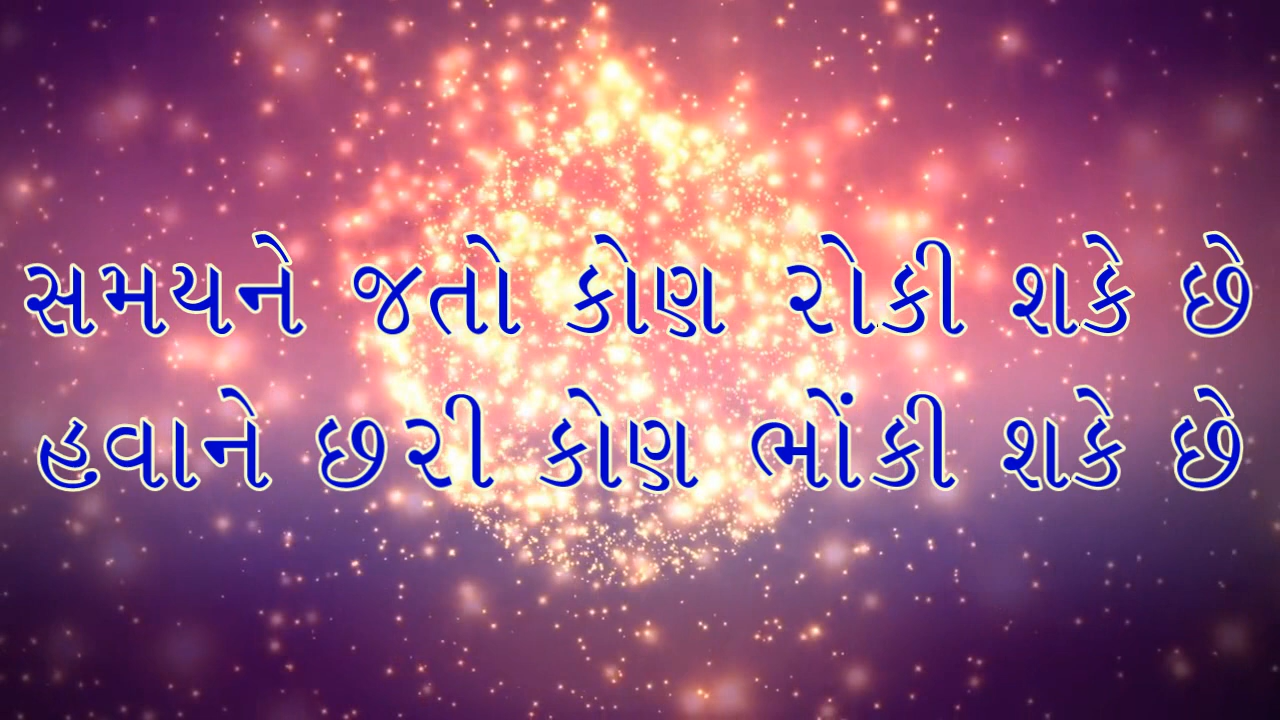 સમયને જતો કોણ રોકી શકે છે
હવાને છરી કોણ ભોંકી શકે છે